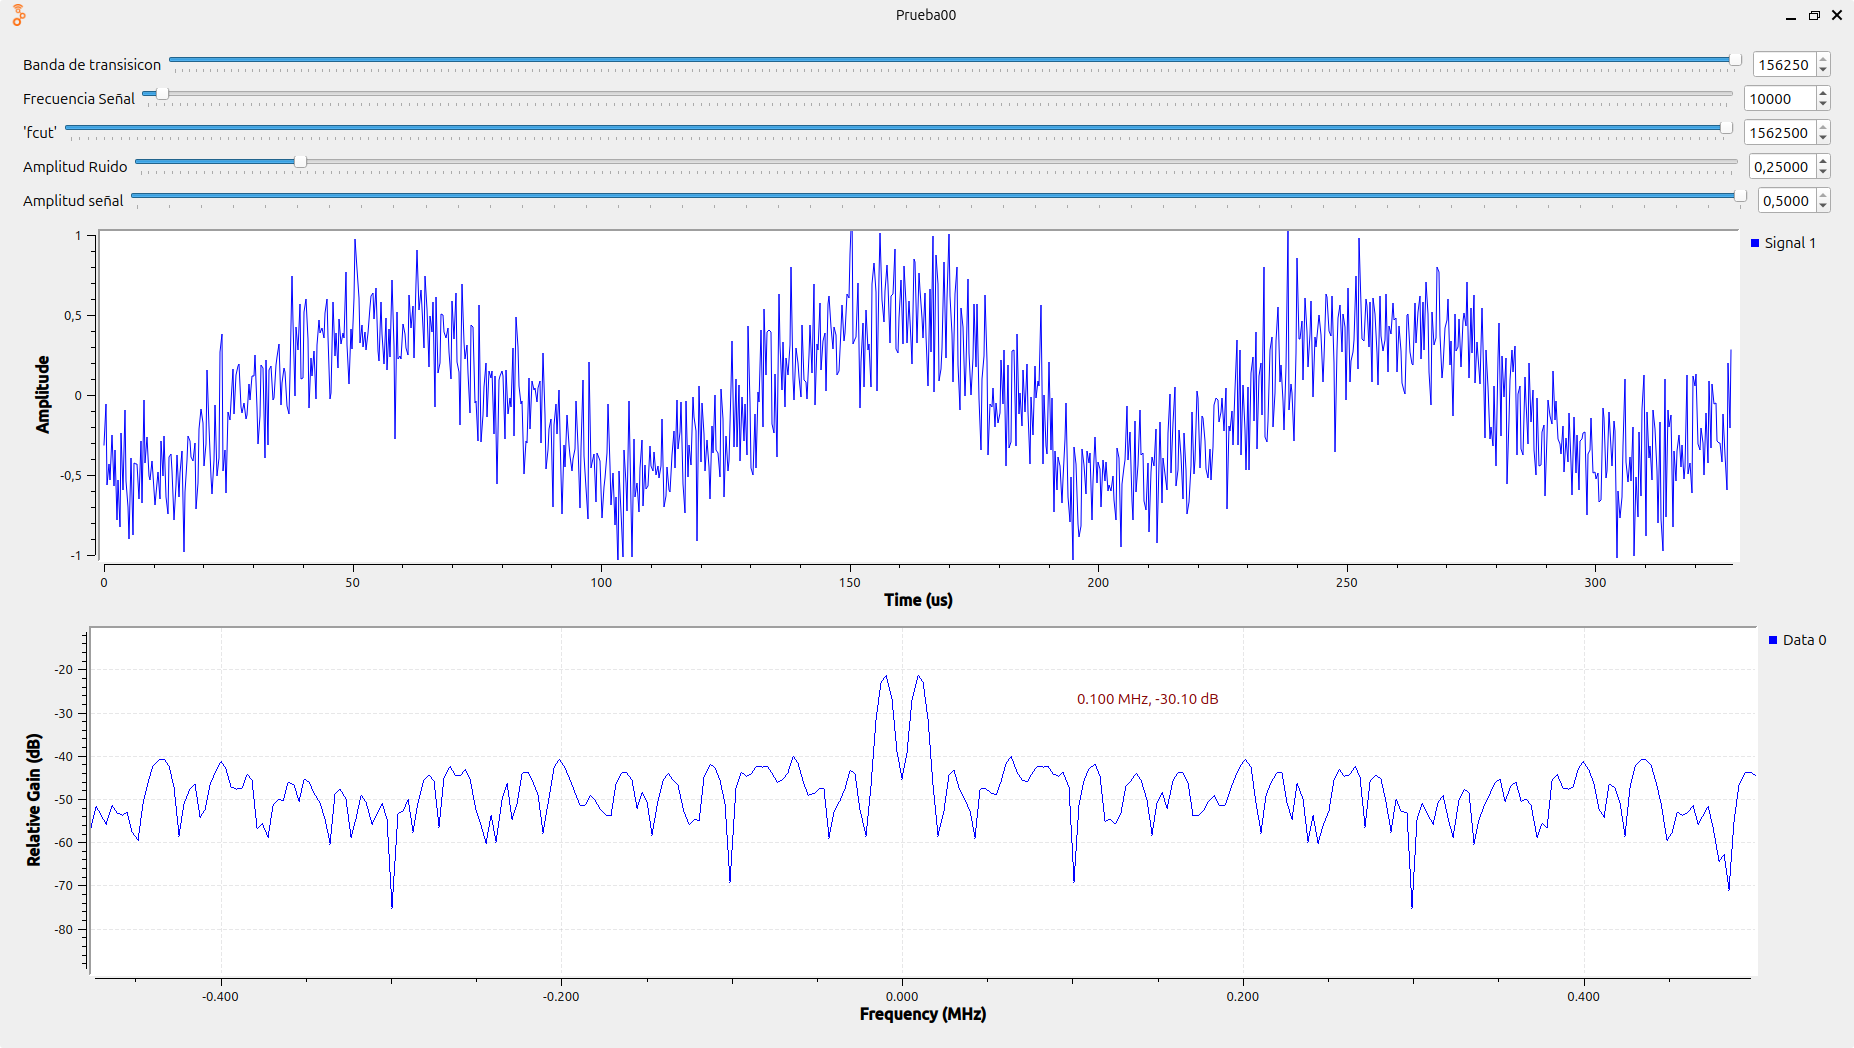 Prueba00
Banda de transisicon 156250
Frecuencia Señal 10000
'fcut' 1562500
Amplitud Ruido 0,25000
Amplitud señal 0,5000
Signal 1
1
0,5
0
-0,5
-1
Amplitude
0 50 100 150 200 250 300
Time (us)
Data 0
0.100 MHz, -30.10 dB
-20
-30
-40
-50
-60
-70
-80
Relative Gain (dB)
-0.400 -0.200 0.000 0.200 0.400
Frequency (MHz)